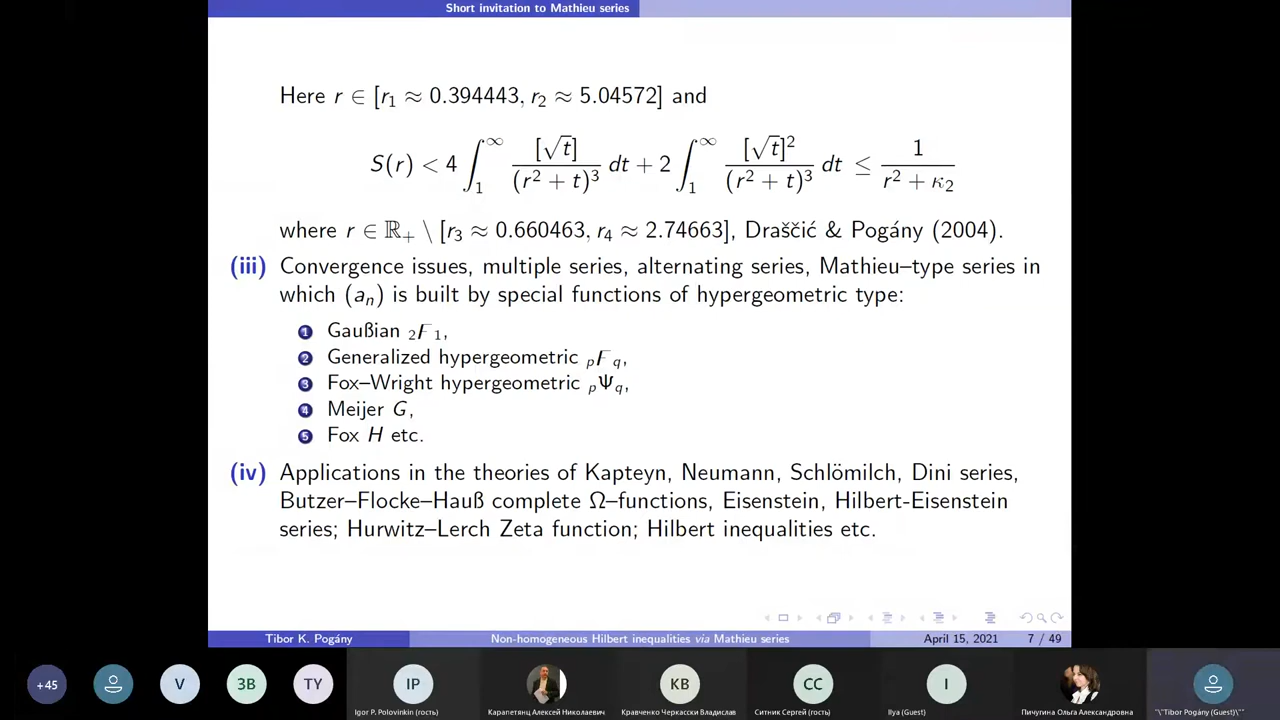 Short invitation to Mathieu series
Here r ∈ [r₁ ≈ 0.394443, r₂ ≈ 5.04572] and
S(r) < 4 ∫₁^∞ [√t] / (r² + t)³ dt + 2 ∫₁^∞ [√t]² / (r² + t)³ dt ≤ 1 / (r² + κ₂)
where r ∈ ℝ₊ \ [r₃ ≈ 0.660463, r₄ ≈ 2.74663], Draščić & Pogány (2004).
(iii) Convergence issues, multiple series, alternating series, Mathieu–type series in
which (aₙ) is built by special functions of hypergeometric type:
1 Gaußian ₂F₁,
2 Generalized hypergeometric ₚF_q,
3 Fox–Wright hypergeometric ₚΨ_q,
4 Meijer G,
5 Fox H etc.
(iv) Applications in the theories of Kapteyn, Neumann, Schlömilch, Dini series,
Butzer–Flocke–Hauß complete Ω–functions, Eisenstein, Hilbert-Eisenstein
series; Hurwitz–Lerch Zeta function; Hilbert inequalities etc.
Tibor K. Pogány Non-homogeneous Hilbert inequalities via Mathieu series April 15, 2021 7 / 49
+45 V ЗВ TY IP КВ СС I
Igor P. Polovinkin (гость) Карапетянц Алексей Николаевич Кравченко Черкасски Владислав Ситник Сергей (гость) Ilya (Guest) Пичугина Ольга Александровна "\"Tibor Pogány (Guest)\""